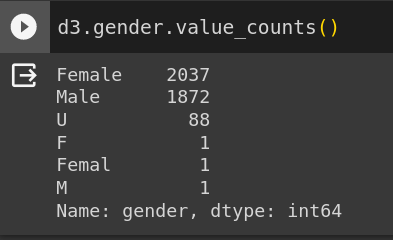 d3.gender.value_counts()
Female 2037
Male 1872
U 88
F 1
Femal 1
M 1
Name: gender, dtype: int64